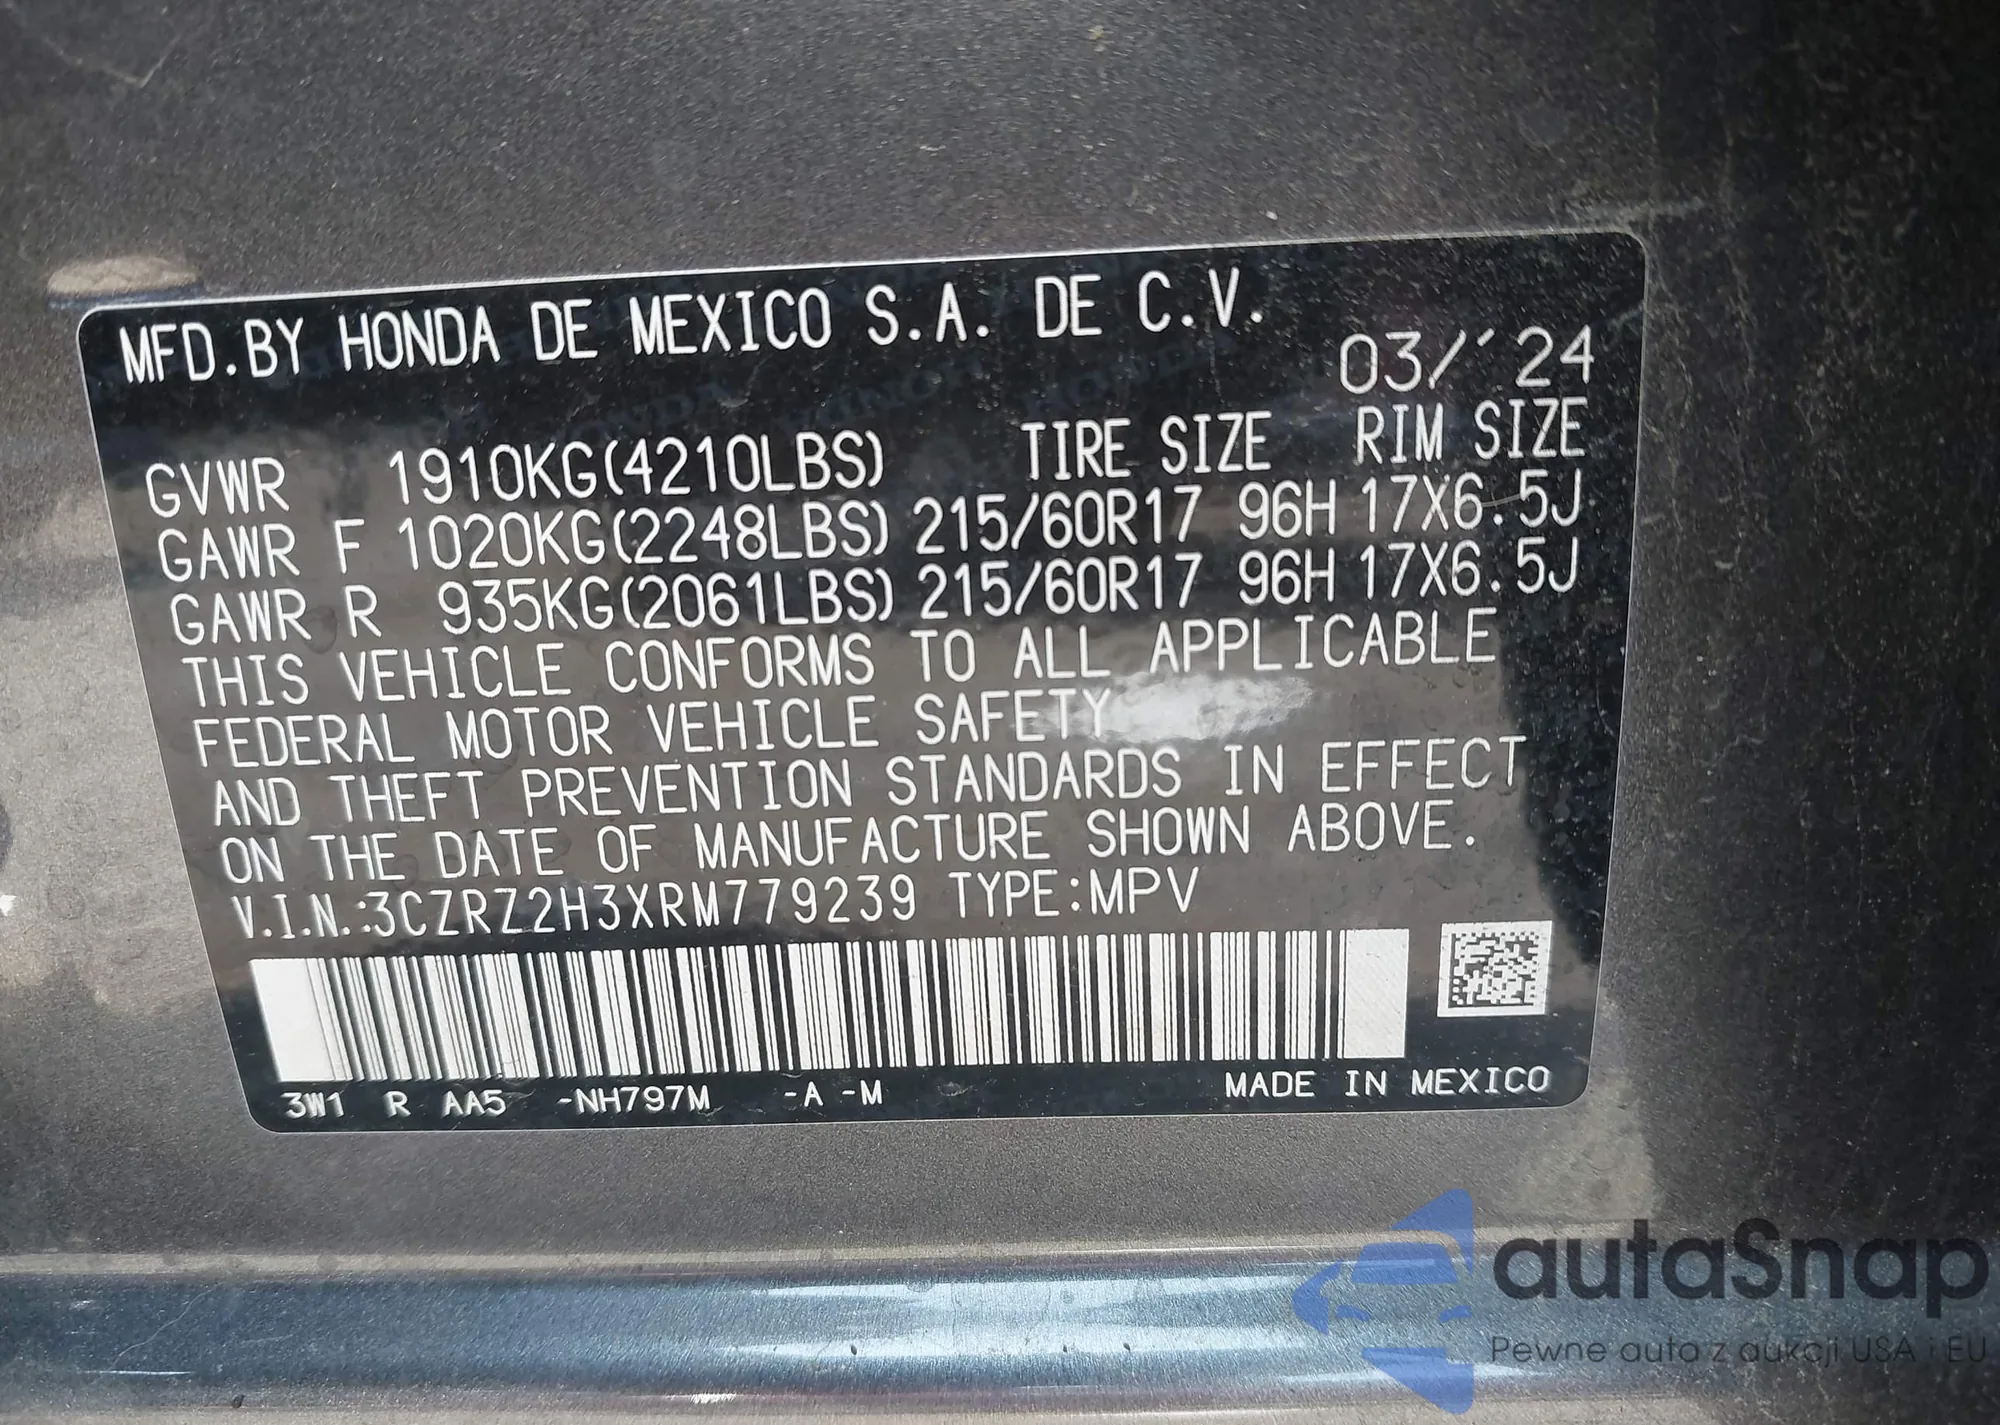 MFD.BY HONDA DE MEXICO S.A. DE C.V.
03/'24
GVWR 1910KG(4210LBS) TIRE SIZE RIM SIZE
GAWR F 1020KG(2248LBS) 215/60R17 96H 17X6.5J
GAWR R 935KG(2061LBS) 215/60R17 96H 17X6.5J
THIS VEHICLE CONFORMS TO ALL APPLICABLE
FEDERAL MOTOR VEHICLE SAFETY
AND THEFT PREVENTION STANDARDS IN EFFECT
ON THE DATE OF MANUFACTURE SHOWN ABOVE.
V.I.N.:3CZRZ2H3XRM779239 TYPE:MPV
3W1 R AA5 -NH797M -A -M MADE IN MEXICO
autaSnap
Pewne auta z aukcji USA i EU